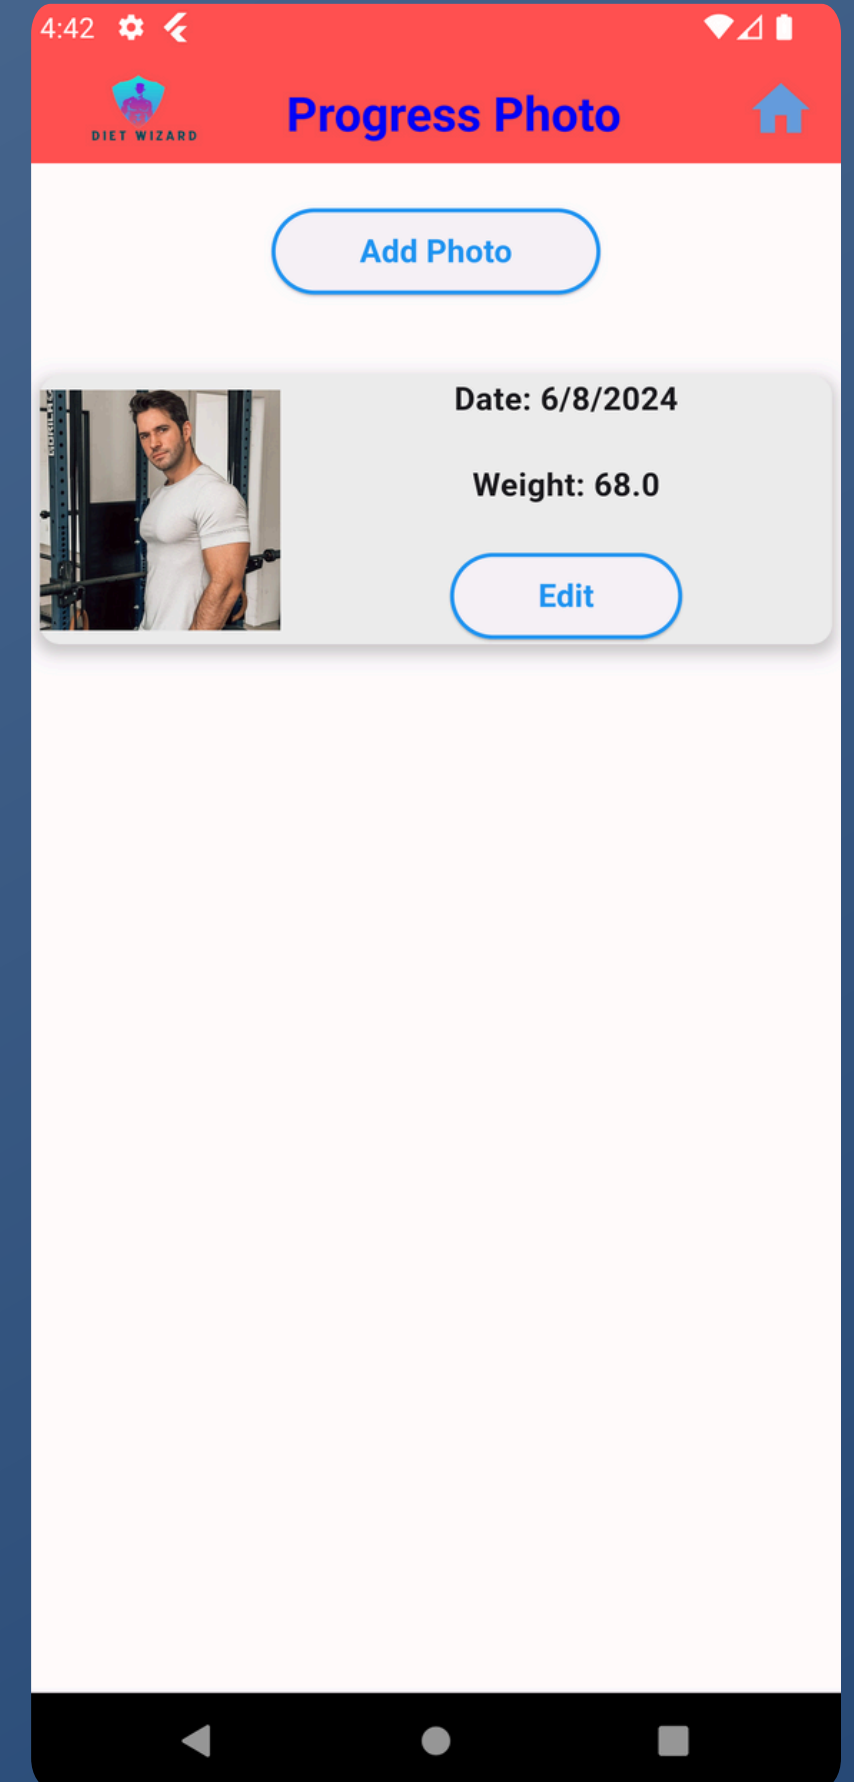 4:42
DIET WIZARD
Progress Photo
Add Photo
Date: 6/8/2024
Weight: 68.0
Edit